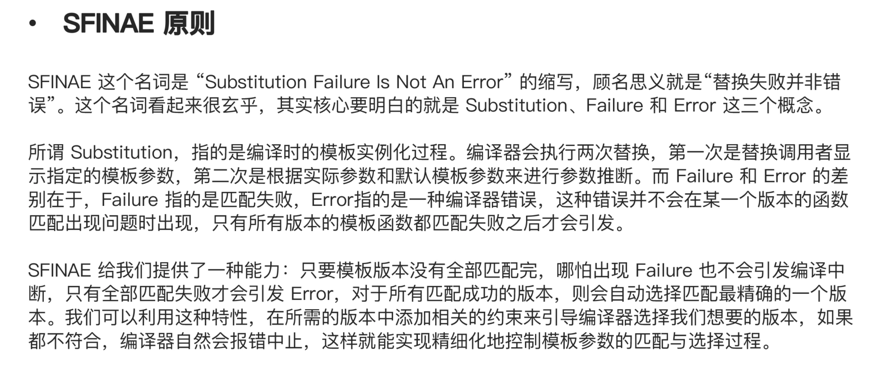 • SFINAE 原则
SFINAE 这个名词是 “Substitution Failure Is Not An Error” 的缩写，顾名思义就是“替换失败并非错
误”。这个名词看起来很玄乎，其实核心要明白的就是 Substitution、Failure 和 Error 这三个概念。
所谓 Substitution，指的是编译时的模板实例化过程。编译器会执行两次替换，第一次是替换调用者显
示指定的模板参数，第二次是根据实际参数和默认模板参数来进行参数推断。而 Failure 和 Error 的差
别在于，Failure 指的是匹配失败，Error指的是一种编译器错误，这种错误并不会在某一个版本的函数
匹配出现问题时出现，只有所有版本的模板函数都匹配失败之后才会引发。
SFINAE 给我们提供了一种能力：只要模板版本没有全部匹配完，哪怕出现 Failure 也不会引发编译中
断，只有全部匹配失败才会引发 Error，对于所有匹配成功的版本，则会自动选择匹配最精确的一个版
本。我们可以利用这种特性，在所需的版本中添加相关的约束来引导编译器选择我们想要的版本，如果
都不符合，编译器自然会报错中止，这样就能实现精细化地控制模板参数的匹配与选择过程。